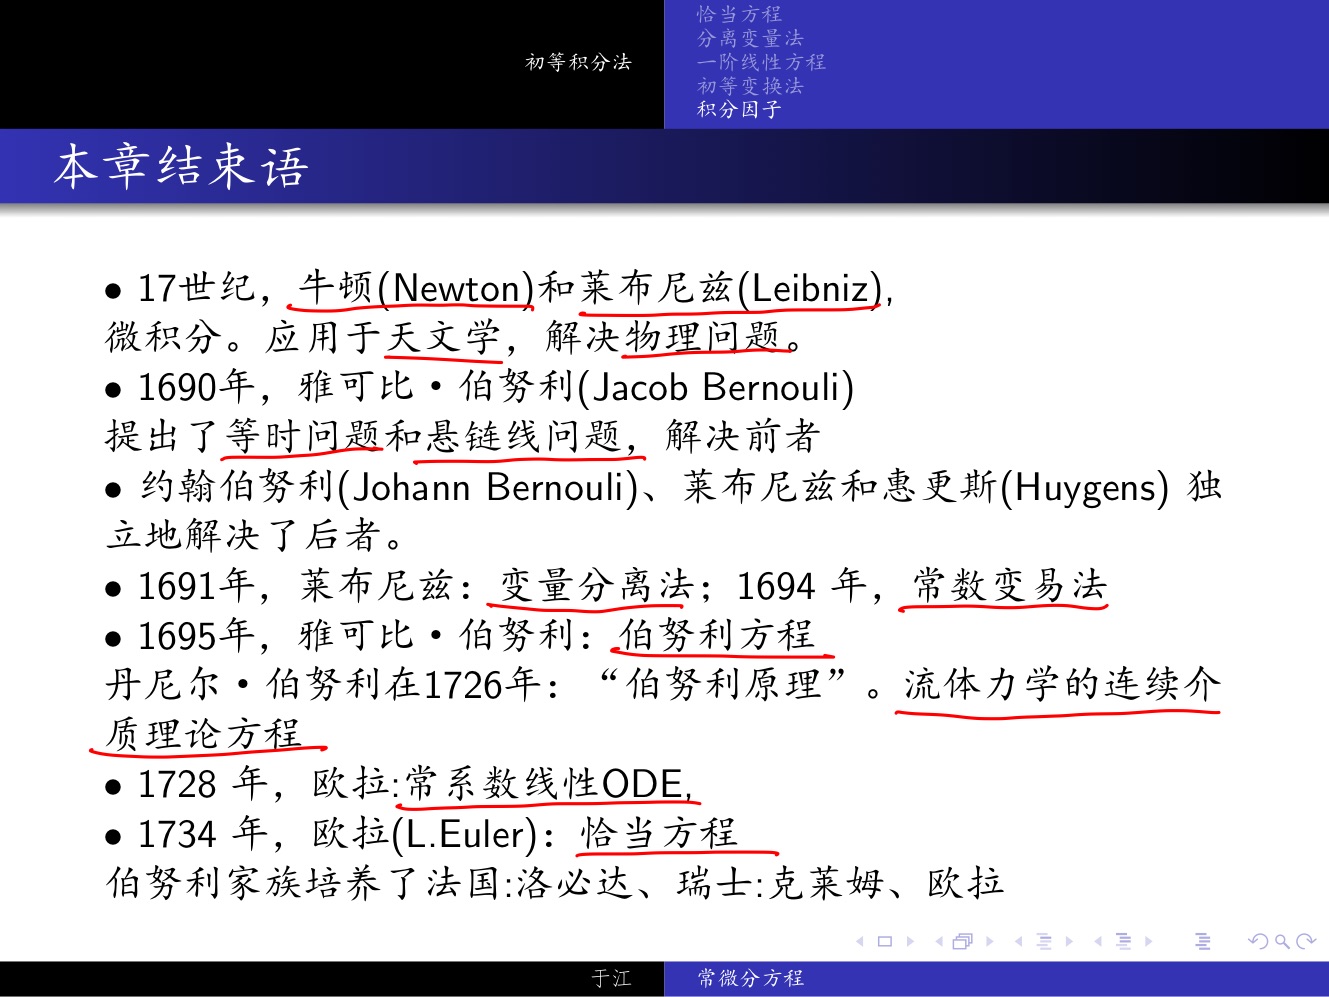 初等积分法
恰当方程
分离变量法
一阶线性方程
初等变换法
积分因子
本章结束语
• 17世纪，牛顿(Newton)和莱布尼兹(Leibniz),
微积分。应用于天文学，解决物理问题。
• 1690年，雅可比·伯努利(Jacob Bernouli)
提出了等时问题和悬链线问题，解决前者
• 约翰伯努利(Johann Bernouli)、莱布尼兹和惠更斯(Huygens) 独
立地解决了后者。
• 1691年，莱布尼兹：变量分离法；1694 年，常数变易法
• 1695年，雅可比·伯努利：伯努利方程
丹尼尔·伯努利在1726年：“伯努利原理”。流体力学的连续介
质理论方程
• 1728 年，欧拉:常系数线性ODE,
• 1734 年，欧拉(L.Euler)：恰当方程
伯努利家族培养了法国:洛必达、瑞士:克莱姆、欧拉
于江
常微分方程